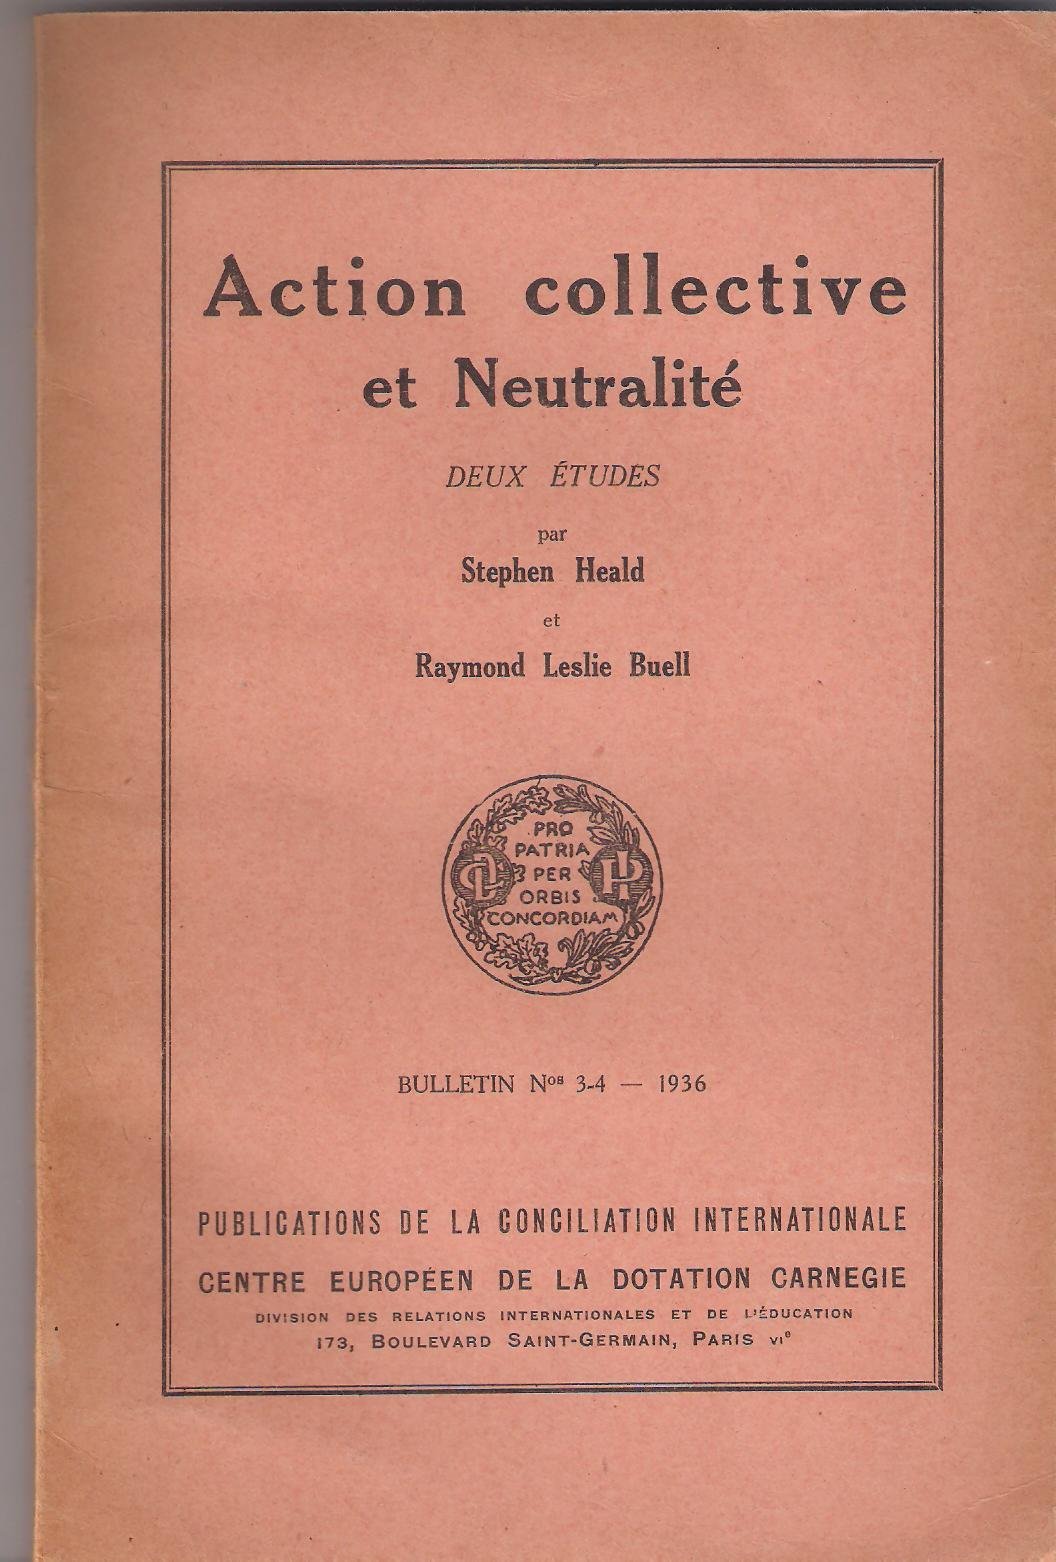 Action collective
et Neutralité
DEUX ÉTUDES
par
Stephen Heald
et
Raymond Leslie Buell
PRO
PATRIA
PER
ORBIS
CONCORDIAM
BULLETIN Nos 3-4 — 1936
PUBLICATIONS DE LA CONCILIATION INTERNATIONALE
CENTRE EUROPÉEN DE LA DOTATION CARNEGIE
DIVISION DES RELATIONS INTERNATIONALES ET DE L'ÉDUCATION
173, BOULEVARD SAINT-GERMAIN, PARIS VIe